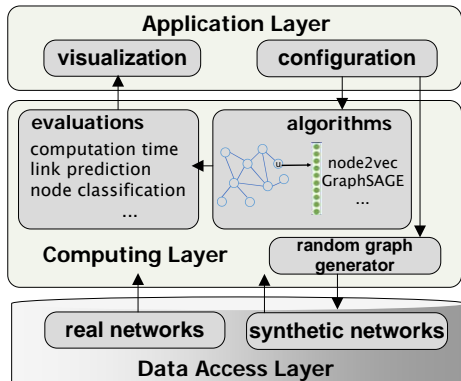 Application Layer
visualization
configuration
evaluations
computation time
link prediction
node classification
...
algorithms
u
node2vec
GraphSAGE
...
Computing Layer
random graph
generator
real networks
synthetic networks
Data Access Layer